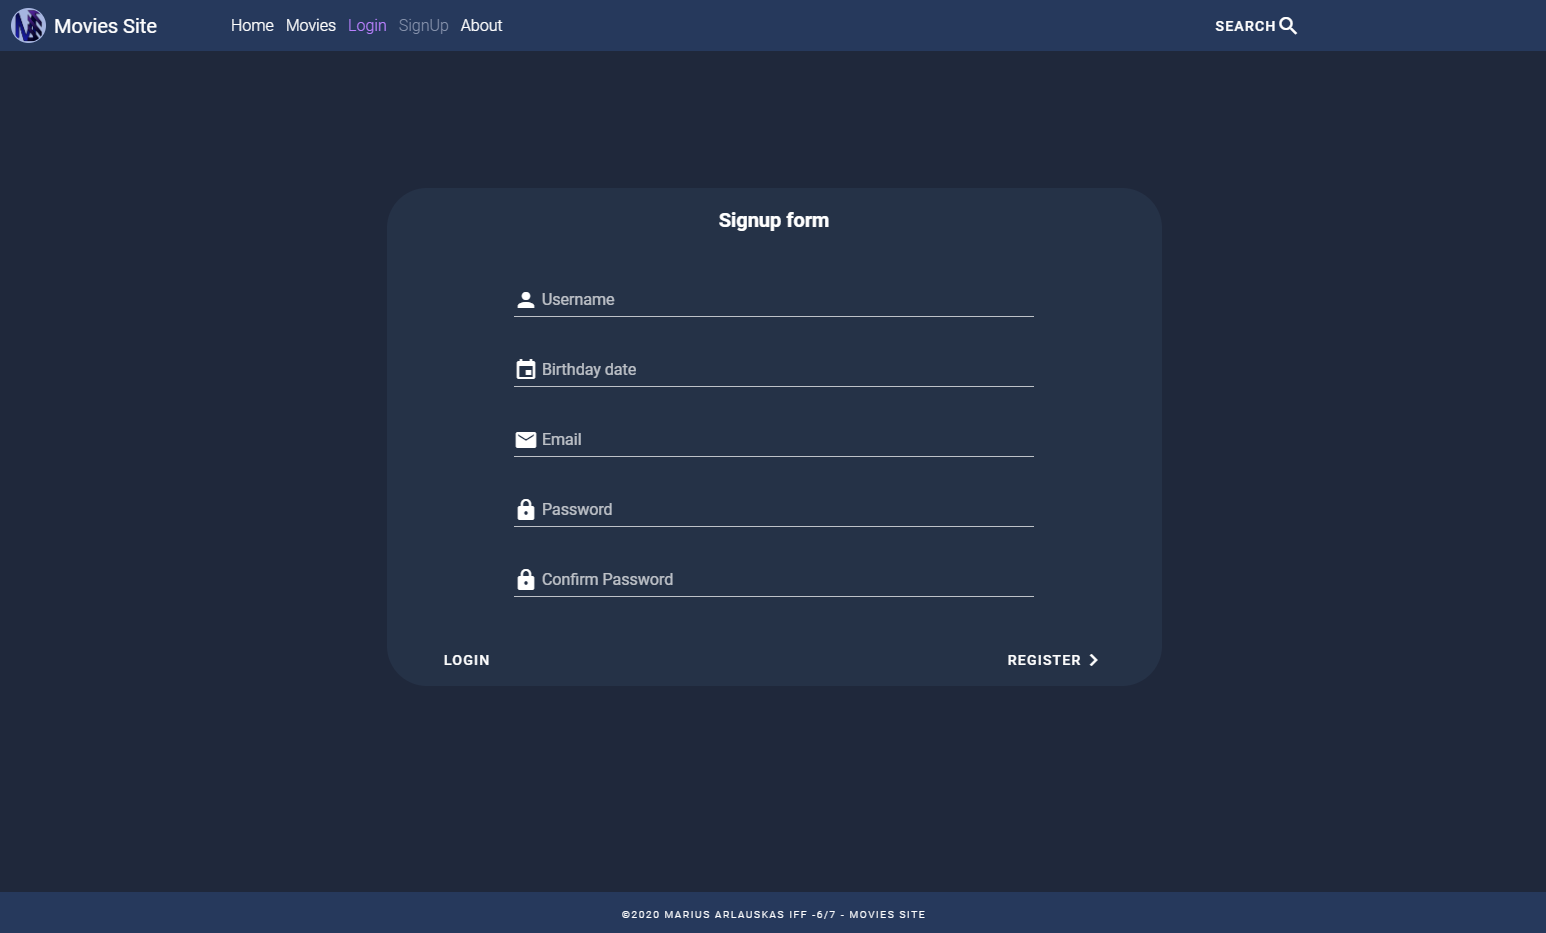 Movies Site Home Movies Login SignUp About SEARCH
Signup form
Username
Birthday date
Email
Password
Confirm Password
LOGIN REGISTER
©2020 MARIUS ARLAUSKAS IFF -6/7 - MOVIES SITE